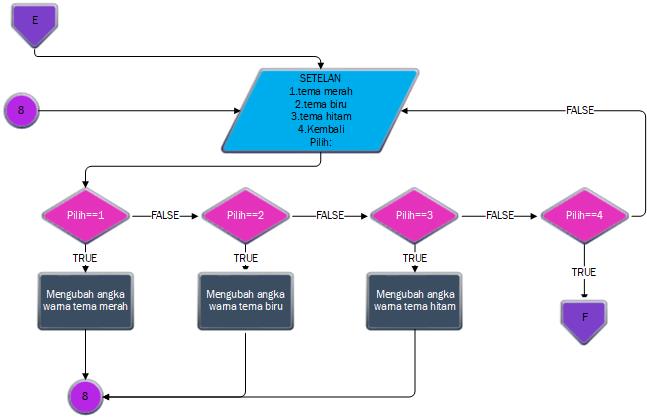 E
SETELAN
1.tema merah
2.tema biru
3.tema hitam
4.Kembali
Pilih:
8
FALSE
Pilih==1
FALSE
Pilih==2
FALSE
Pilih==3
FALSE
Pilih==4
TRUE
TRUE
TRUE
TRUE
Mengubah angka
warna tema merah
Mengubah angka
warna tema biru
Mengubah angka
warna tema hitam
F
8